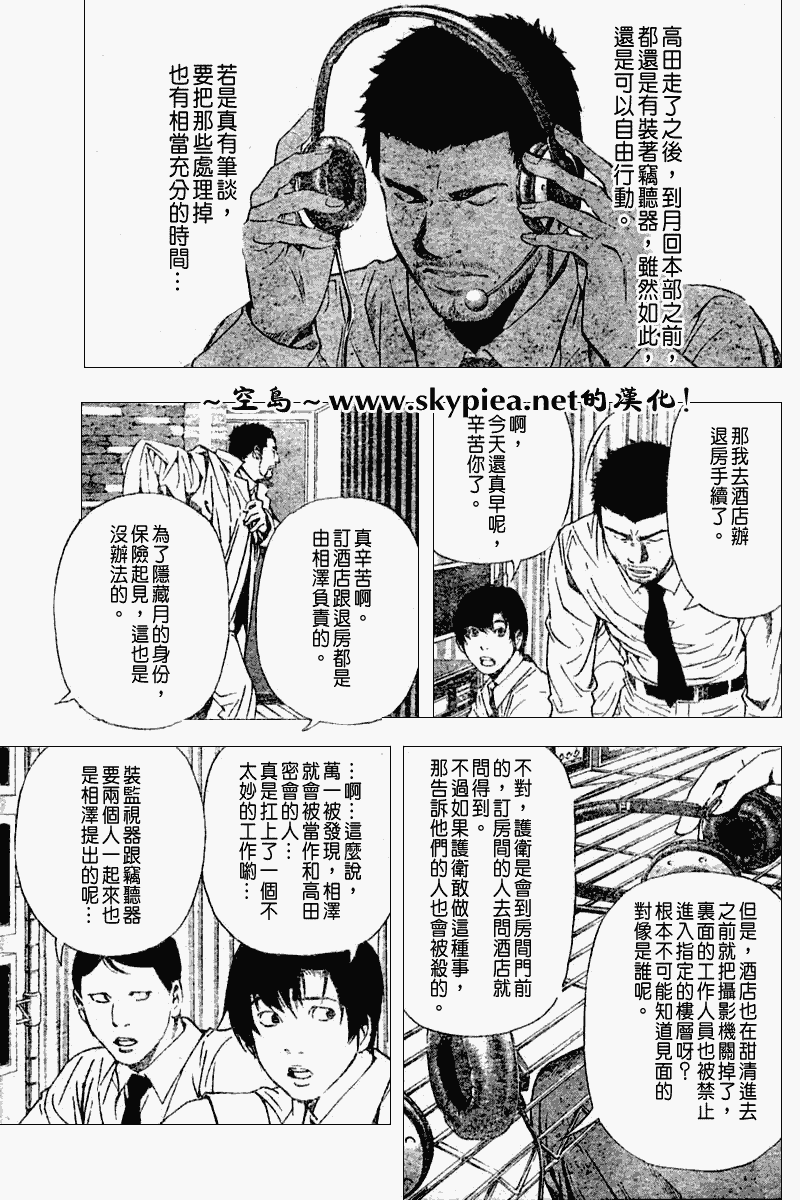 高田走了之後，到月回本部之前，
都還是有裝著竊聽器，雖然如此，
還是可以自由行動。
若是真有筆談，
要把那些處理掉
也有相當充分的時間…
～空島～www.skypiea.net的漢化！
那我去酒店辦
退房手續了。
啊，
今天還真早呢，
辛苦你了。
真辛苦啊。
訂酒店跟退房都是
由相澤負責的。
為了隱藏月的身份，
保險起見，這也是
沒辦法的。
但是，酒店也在甜清進去
之前就把攝影機關掉了，
裏面的工作人員也被禁止
進入指定的樓層呀？
根本不可能知道見面的
對像是誰呢。
不對，護衛是會到房間門前
的，訂房間的人去問酒店就
問得到。
不過如果護衛敢做這種事，
那告訴他們的人也會被殺的。
…啊…這麼說，
萬一被發現，相澤
就會被當作和高田
密會的人…
真是扛上了一個不
太妙的工作喲…
裝監視器跟竊聽器
要兩個人一起來也
是相澤提出的呢…